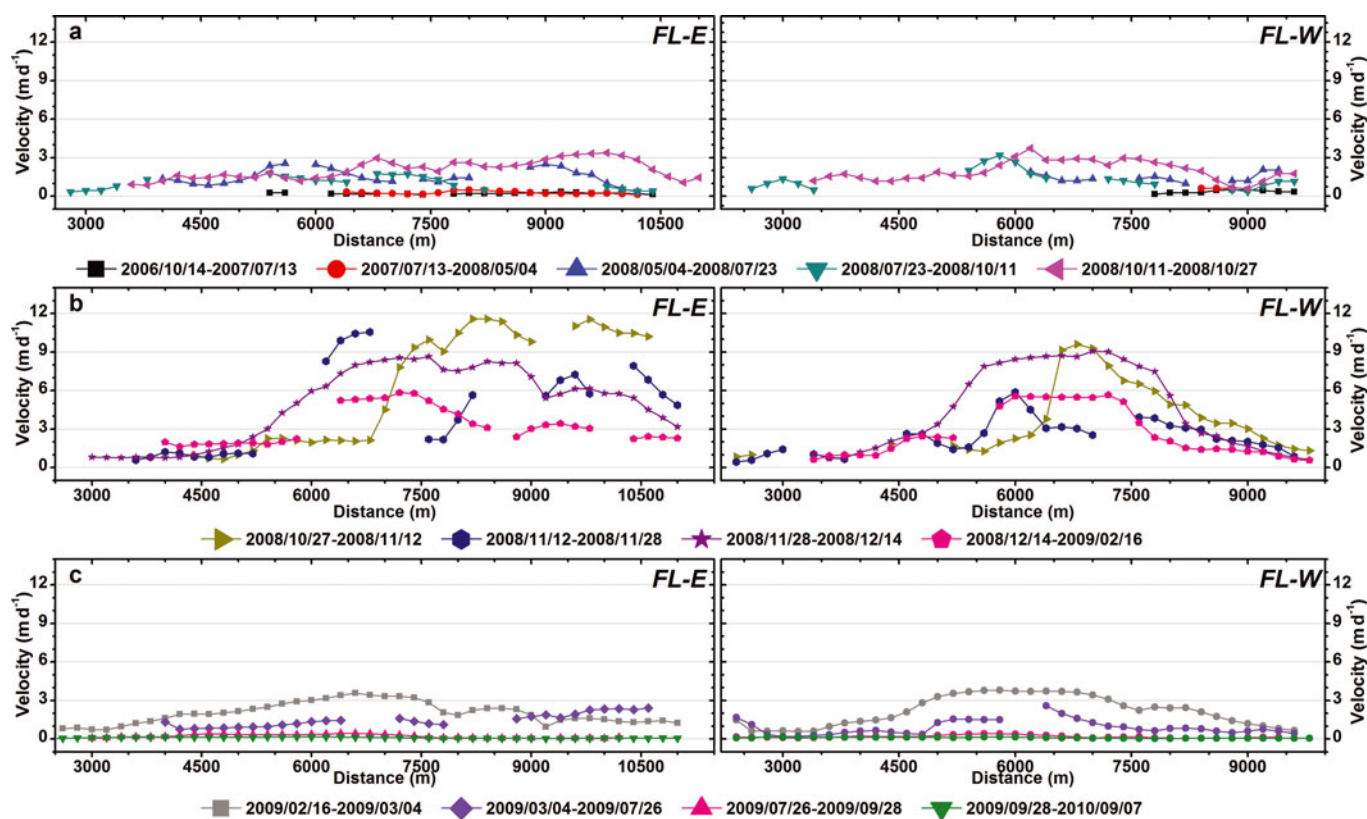 a
FL-E
FL-W
Velocity (m d-1)
12
9
6
3
0
3000 4500 6000 7500 9000 10500
Distance (m)
3000 4500 6000 7500 9000
Distance (m)
12
9
6
3
0
Velocity (m d-1)
2006/10/14-2007/07/13 2007/07/13-2008/05/04 2008/05/04-2008/07/23 2008/07/23-2008/10/11 2008/10/11-2008/10/27
b
FL-E
FL-W
Velocity (m d-1)
12
9
6
3
0
3000 4500 6000 7500 9000 10500
Distance (m)
3000 4500 6000 7500 9000
Distance (m)
12
9
6
3
0
Velocity (m d-1)
2008/10/27-2008/11/12 2008/11/12-2008/11/28 2008/11/28-2008/12/14 2008/12/14-2009/02/16
c
FL-E
FL-W
Velocity (m d-1)
12
9
6
3
0
3000 4500 6000 7500 9000 10500
Distance (m)
3000 4500 6000 7500 9000
Distance (m)
12
9
6
3
0
Velocity (m d-1)
2009/02/16-2009/03/04 2009/03/04-2009/07/26 2009/07/26-2009/09/28 2009/09/28-2010/09/07